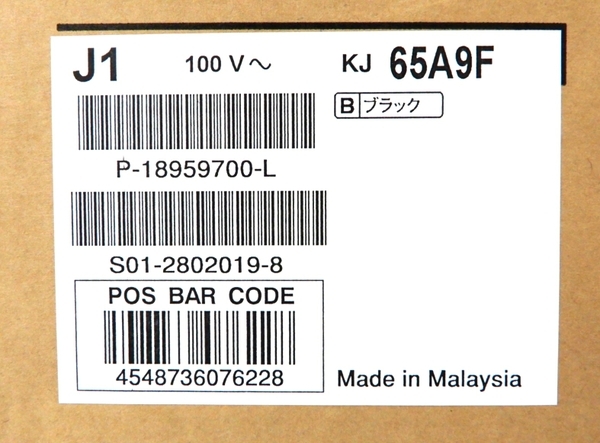 J1 100 V～ KJ 65A9F
B ブラック
P-18959700-L
S01-2802019-8
POS BAR CODE
4548736076228
Made in Malaysia